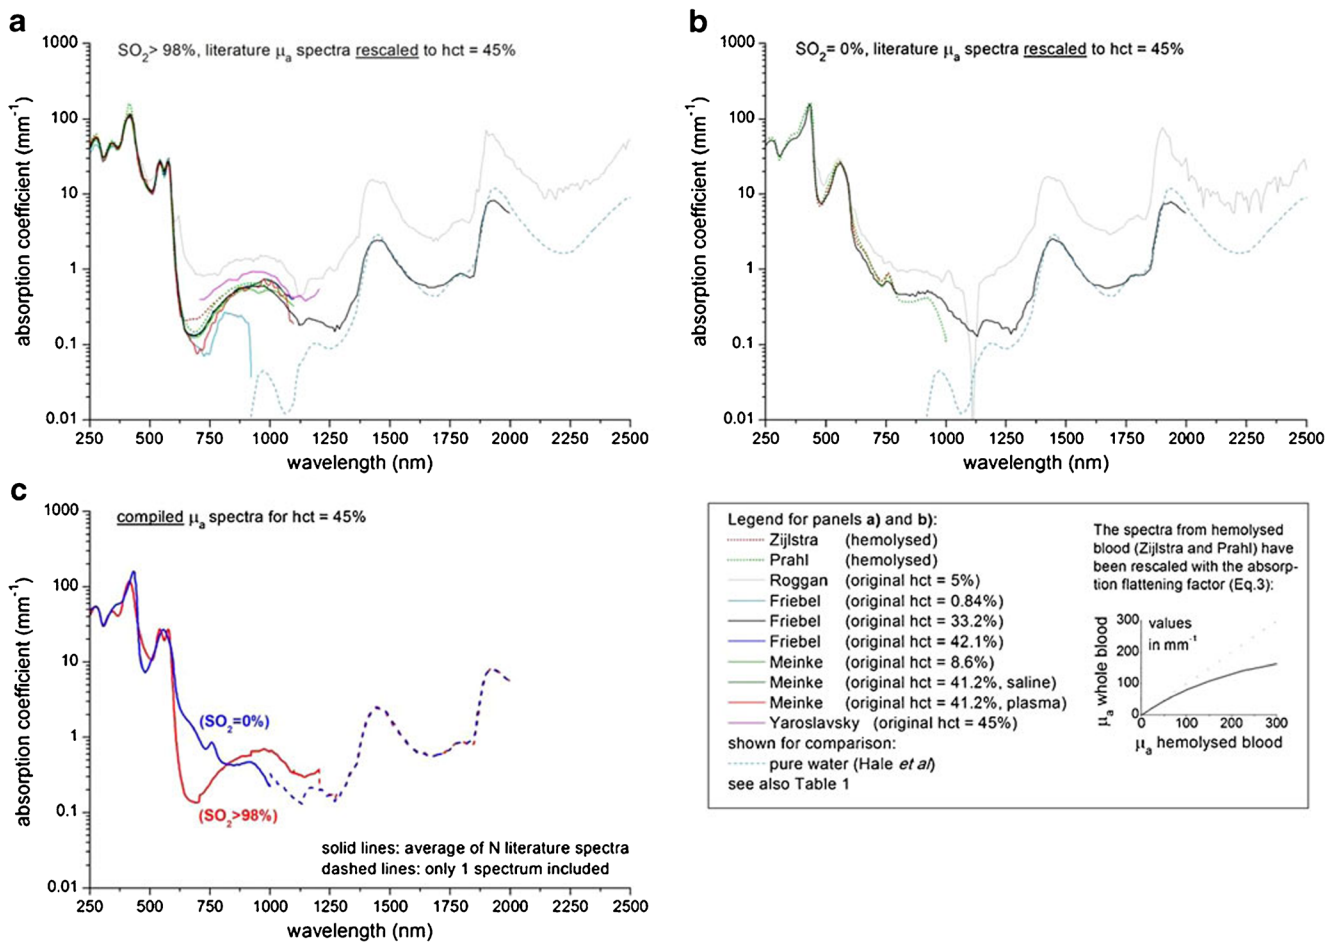 a
SO2> 98%, literature μa spectra rescaled to hct = 45%
1000
100
10
1
0.1
0.01
absorption coefficient (mm-1)
250 500 750 1000 1250 1500 1750 2000 2250 2500
wavelength (nm)
b
SO2= 0%, literature μa spectra rescaled to hct = 45%
1000
100
10
1
0.1
0.01
absorption coefficient (mm-1)
250 500 750 1000 1250 1500 1750 2000 2250 2500
wavelength (nm)
c
compiled μa spectra for hct = 45%
1000
100
10
1
0.1
0.01
absorption coefficient (mm-1)
(SO2=0%)
(SO2>98%)
solid lines: average of N literature spectra
dashed lines: only 1 spectrum included
250 500 750 1000 1250 1500 1750 2000 2250 2500
wavelength (nm)
Legend for panels a) and b):
Zijlstra (hemolysed)
Prahl (hemolysed)
Roggan (original hct = 5%)
Friebel (original hct = 0.84%)
Friebel (original hct = 33.2%)
Friebel (original hct = 42.1%)
Meinke (original hct = 8.6%)
Meinke (original hct = 41.2%, saline)
Meinke (original hct = 41.2%, plasma)
Yaroslavsky (original hct = 45%)
shown for comparison:
pure water (Hale et al)
see also Table 1
The spectra from hemolysed
blood (Zijlstra and Prahl) have
been rescaled with the absorp-
tion flattening factor (Eq.3):
300
200
100
0
μa whole blood
values
in mm-1
0 100 200 300
μa hemolysed blood